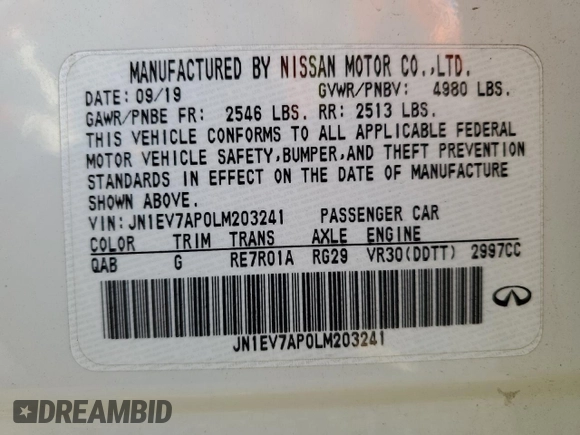 MANUFACTURED BY NISSAN MOTOR CO.,LTD.
DATE: 09/19 GVWR/PNBV: 4980 LBS.
GAWR/PNBE FR: 2546 LBS. RR: 2513 LBS.
THIS VEHICLE CONFORMS TO ALL APPLICABLE FEDERAL
MOTOR VEHICLE SAFETY,BUMPER,AND THEFT PREVENTION
STANDARDS IN EFFECT ON THE DATE OF MANUFACTURE
SHOWN ABOVE.
VIN:JN1EV7AP0LM203241 PASSENGER CAR
COLOR TRIM TRANS AXLE ENGINE
QAB G RE7R01A RG29 VR30(DDTT) 2997CC
JN1EV7AP0LM203241
DREAMBID